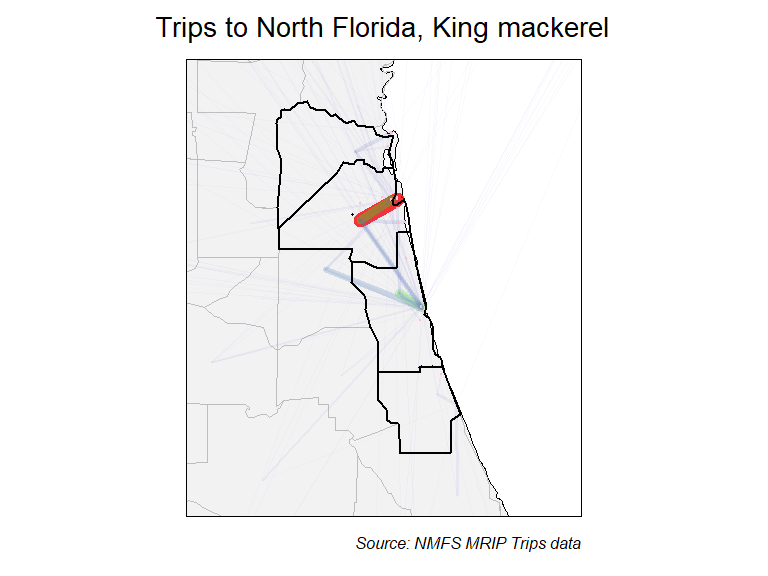 Trips to North Florida, King mackerel
Source: NMFS MRIP Trips data